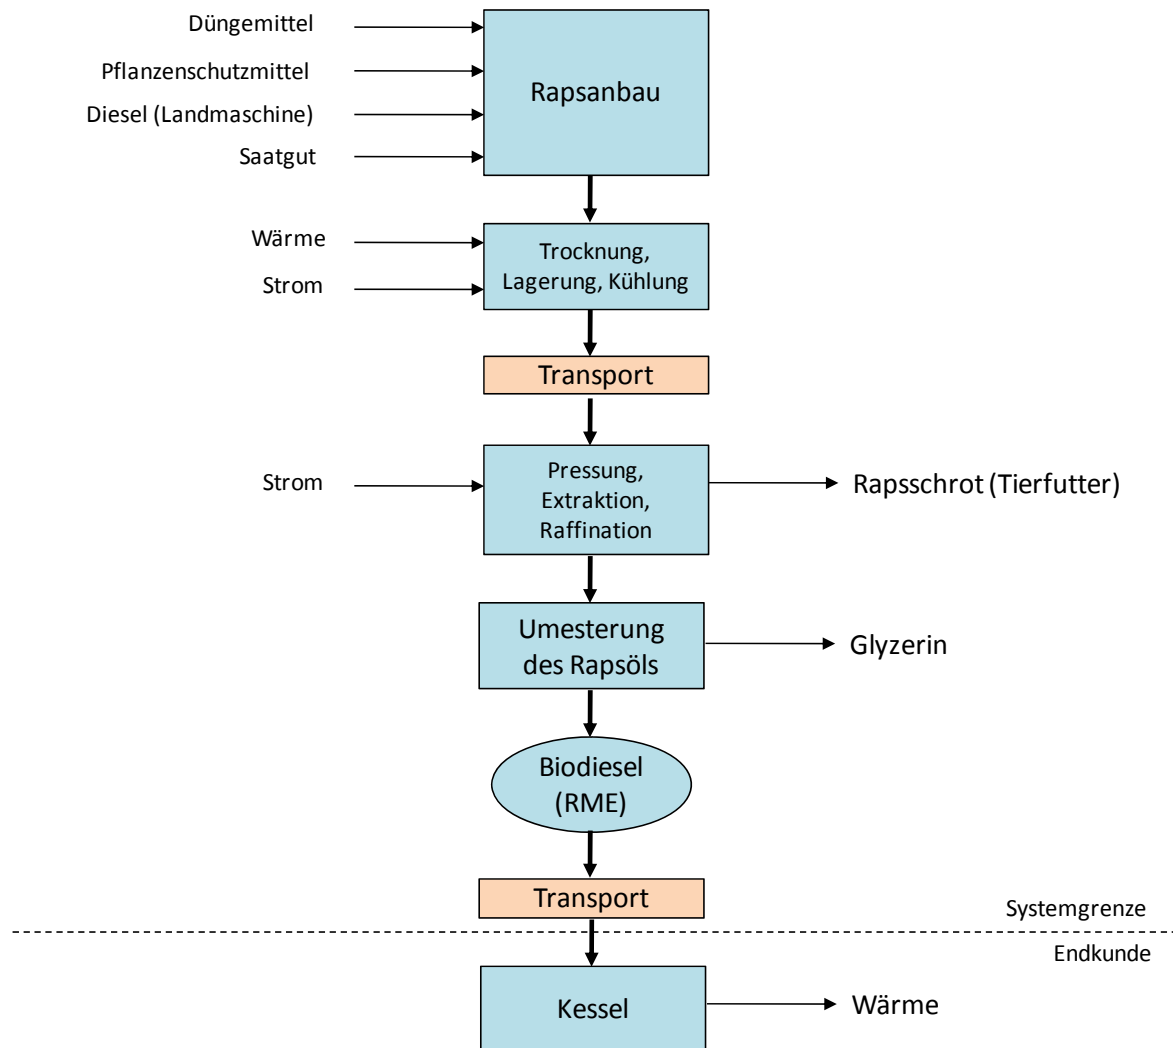 Düngemittel
Pflanzenschutzmittel
Diesel (Landmaschine)
Saatgut
Rapsanbau
Wärme
Strom
Trocknung,
Lagerung, Kühlung
Transport
Strom
Pressung,
Extraktion,
Raffination
Rapsschrot (Tierfutter)
Umesterung
des Rapsöls
Glyzerin
Biodiesel
(RME)
Transport
Systemgrenze
Endkunde
Kessel
Wärme